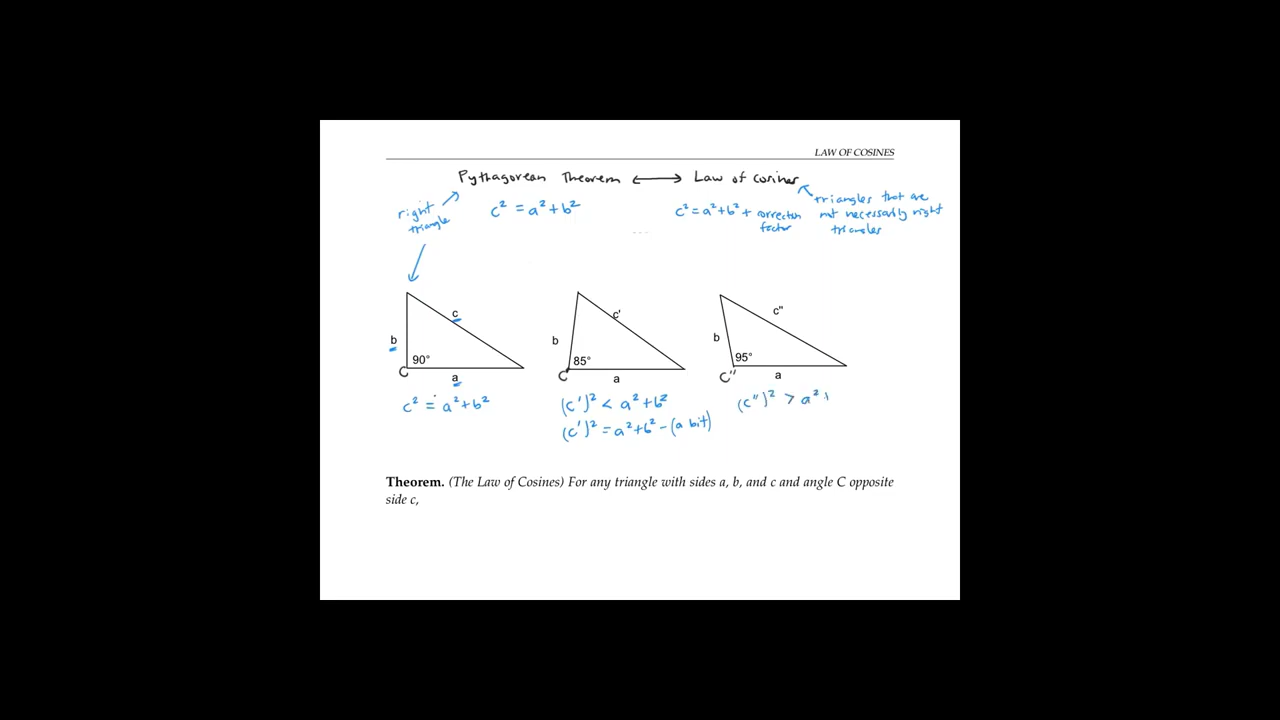 LAW OF COSINES
Pythagorean Theorem ⟷ Law of Cosines
right triangle
c² = a² + b²
c² = a² + b² + correction factor
triangles that are
not necessarily right
triangles
c
b
90°
C
a
c'
b
85°
C'
a
c"
b
95°
C"
a
c² = a² + b²
(c')² < a² + b²
(c')² = a² + b² - (a bit)
(c")² > a²
Theorem. (The Law of Cosines) For any triangle with sides a, b, and c and angle C opposite
side c,